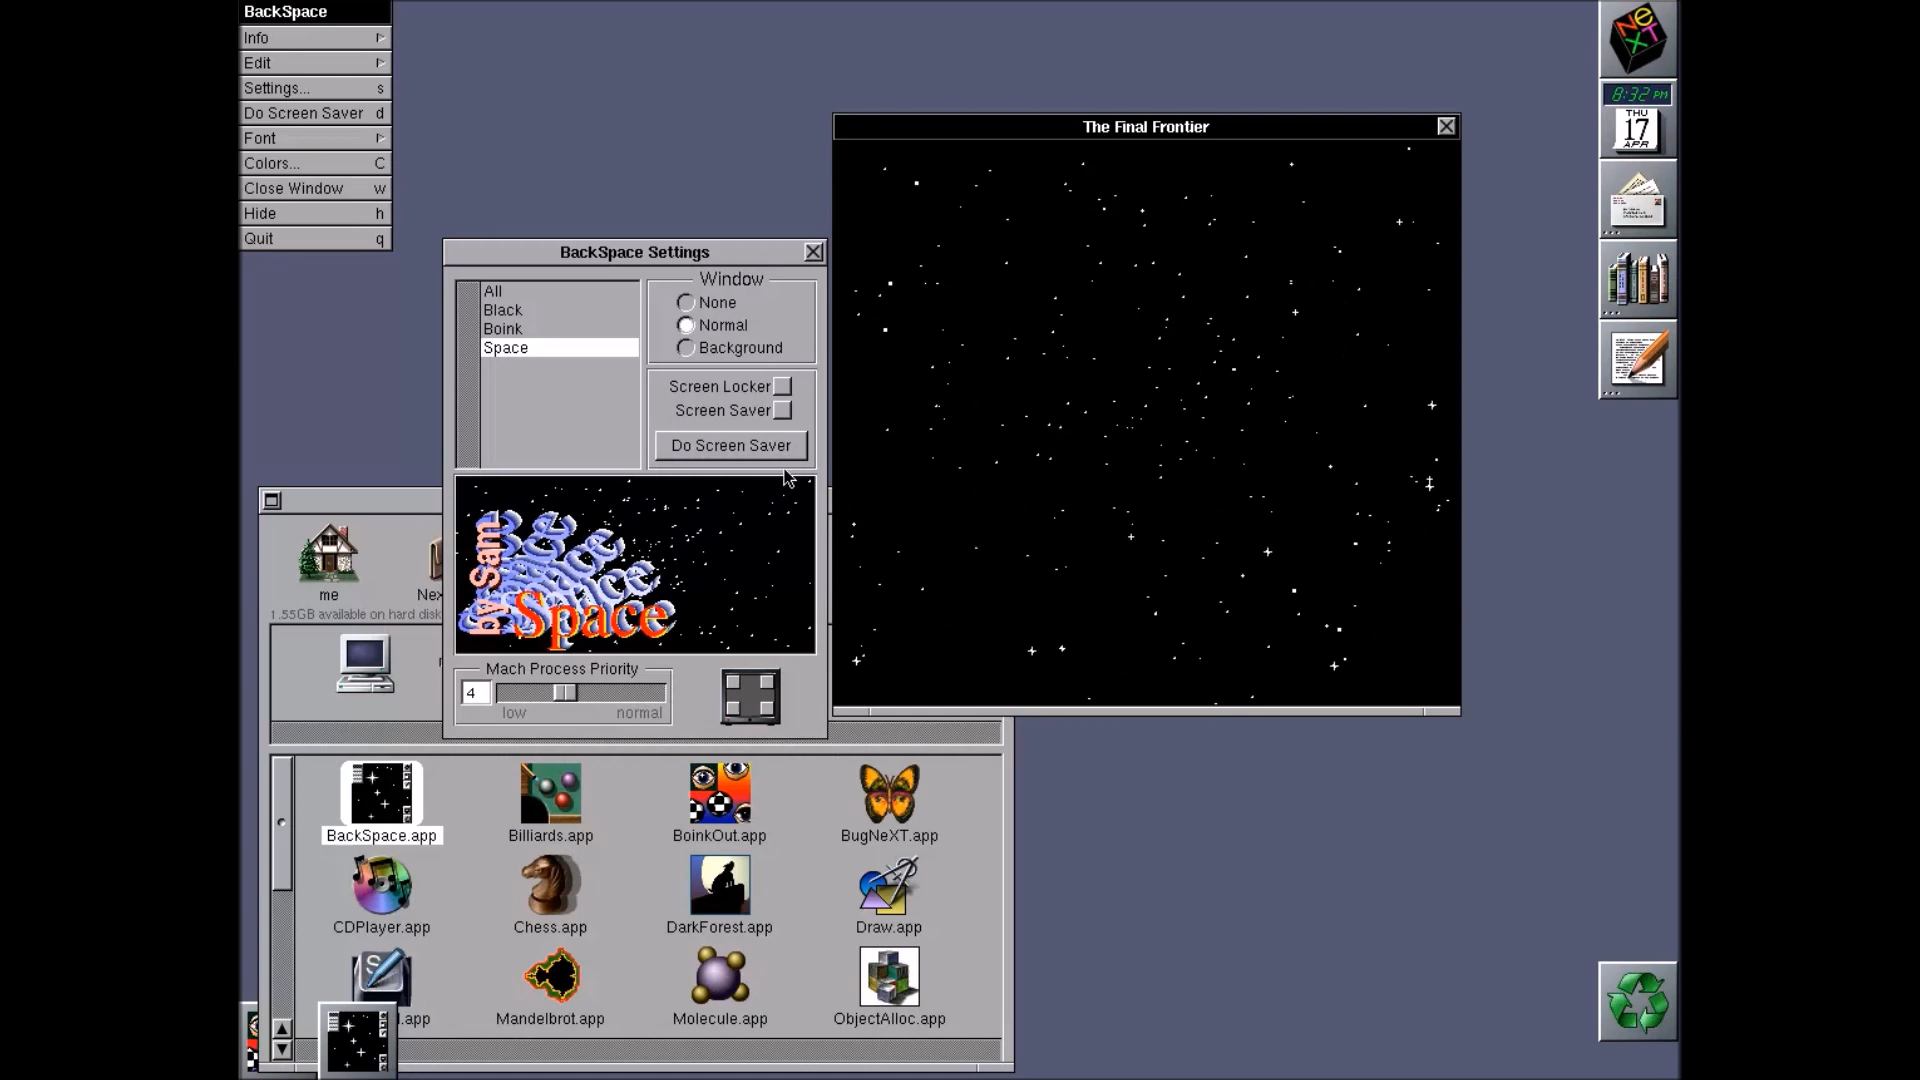 BackSpace
Info
Edit
Settings... s
Do Screen Saver d
Font
Colors... C
Close Window w
Hide h
Quit q
NeXT
8:32 PM
THU
17
APR
The Final Frontier
BackSpace Settings
All
Black
Boink
Space
Window
None
Normal
Background
Screen Locker
Screen Saver
Do Screen Saver
by Sam
Space
Mach Process Priority
4
low normal
me
Nex
1.55GB available on hard disk
BackSpace.app
Billiards.app
BoinkOut.app
BugNeXT.app
CDPlayer.app
Chess.app
DarkForest.app
Draw.app
l.app
Mandelbrot.app
Molecule.app
ObjectAlloc.app